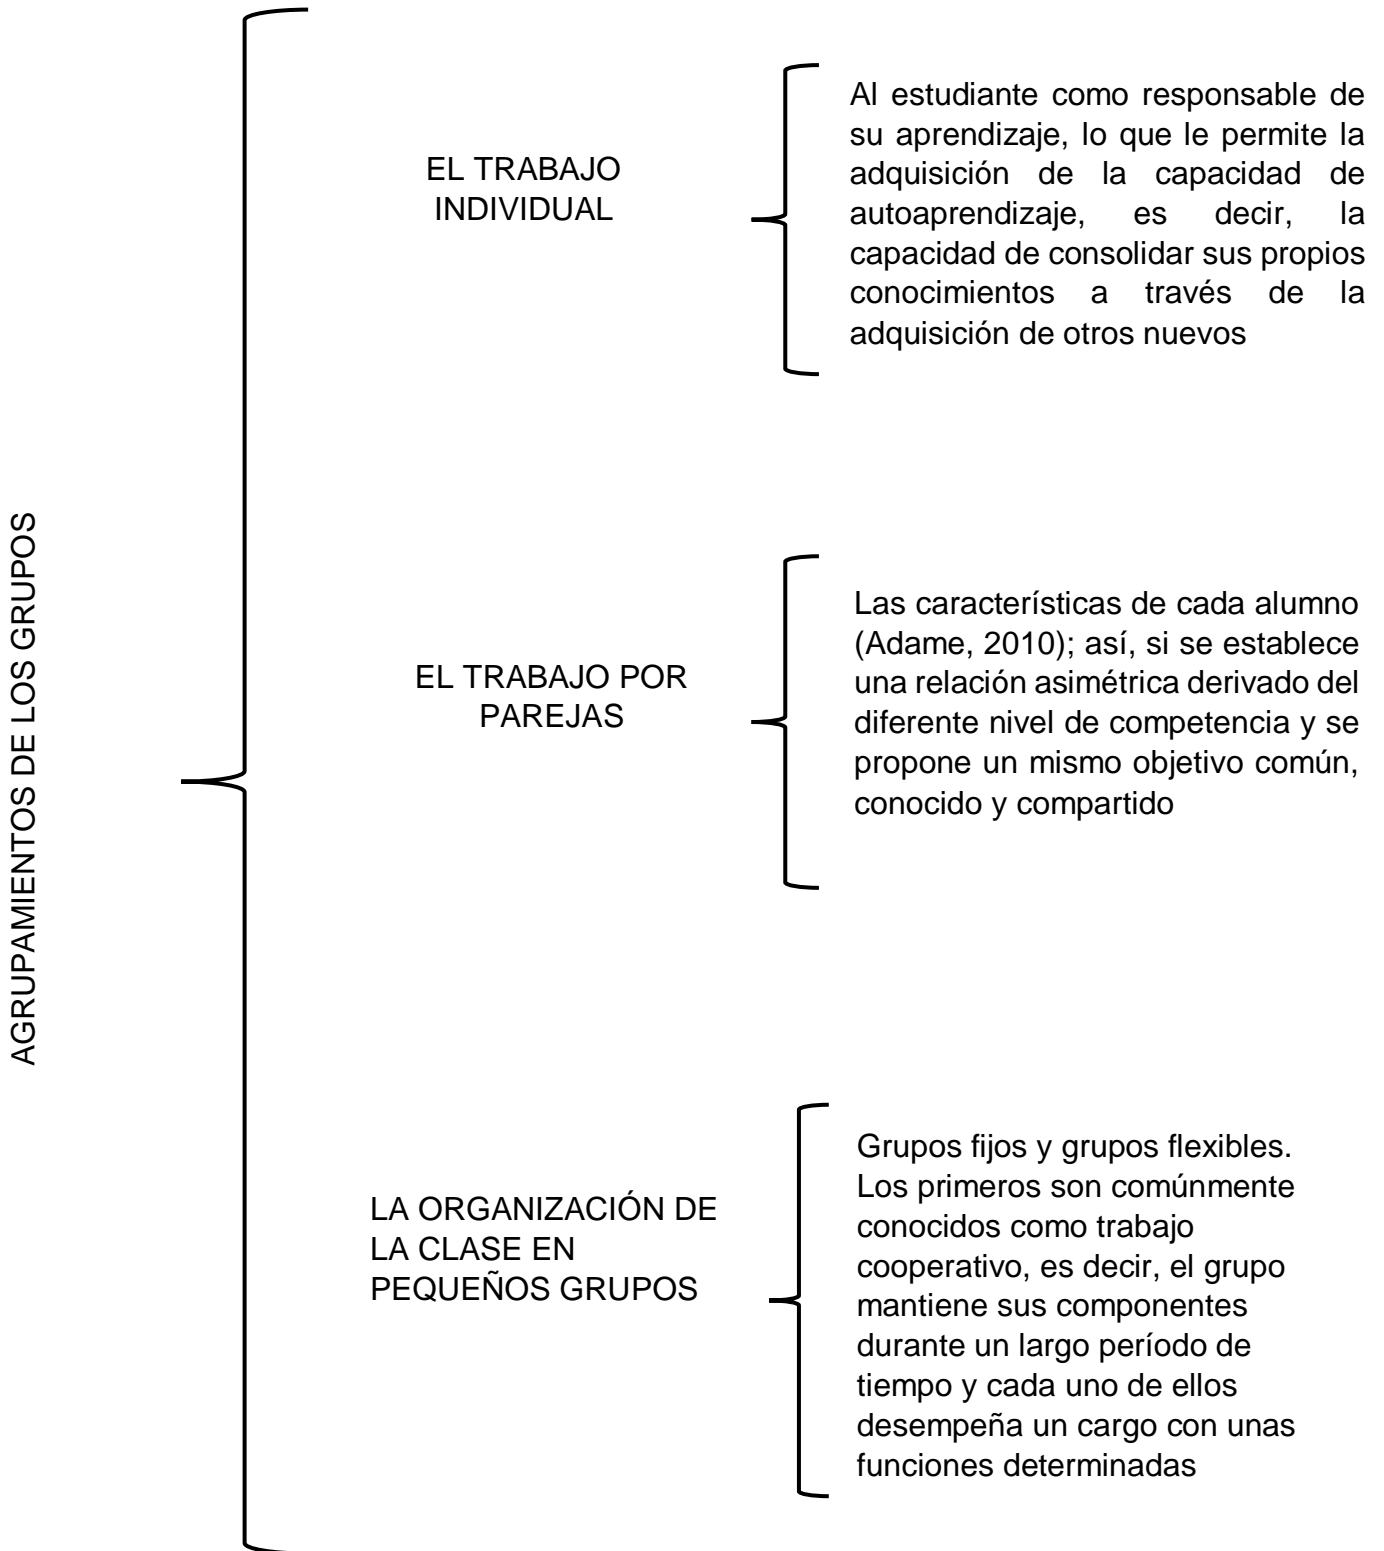 AGRUPAMIENTOS DE LOS GRUPOS
EL TRABAJO
INDIVIDUAL
Al estudiante como responsable de
su aprendizaje, lo que le permite la
adquisición de la capacidad de
autoaprendizaje, es decir, la
capacidad de consolidar sus propios
conocimientos a través de la
adquisición de otros nuevos
EL TRABAJO POR
PAREJAS
Las características de cada alumno
(Adame, 2010); así, si se establece
una relación asimétrica derivado del
diferente nivel de competencia y se
propone un mismo objetivo común,
conocido y compartido
LA ORGANIZACIÓN DE
LA CLASE EN
PEQUEÑOS GRUPOS
Grupos fijos y grupos flexibles.
Los primeros son comúnmente
conocidos como trabajo
cooperativo, es decir, el grupo
mantiene sus componentes
durante un largo período de
tiempo y cada uno de ellos
desempeña un cargo con unas
funciones determinadas